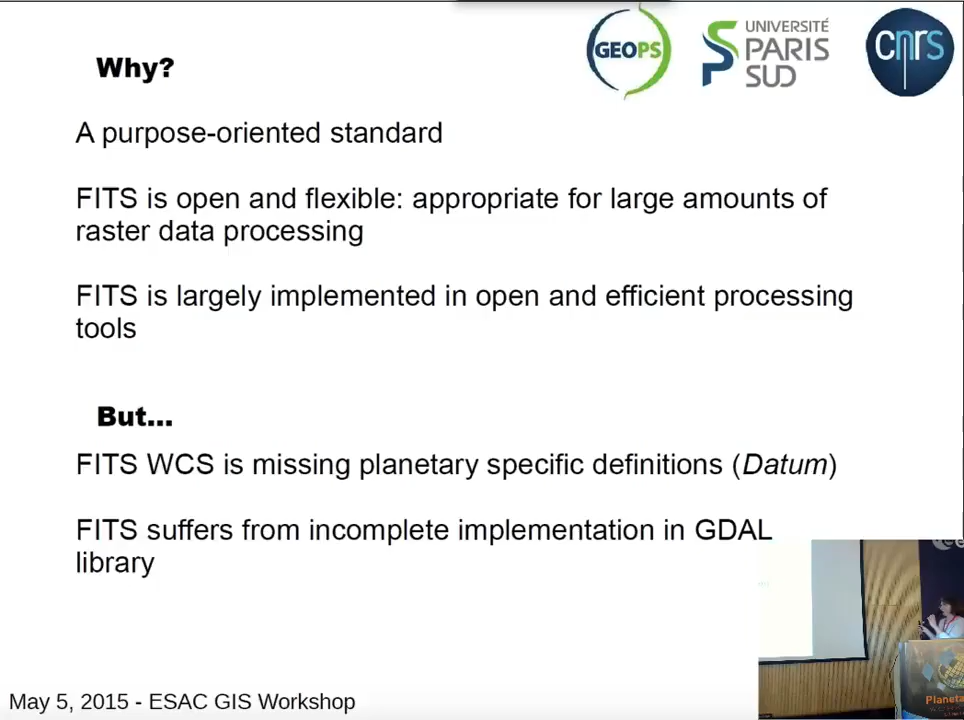 GEOPS
UNIVERSITÉ
PARIS
SUD
cnrs
Why?
A purpose-oriented standard
FITS is open and flexible: appropriate for large amounts of
raster data processing
FITS is largely implemented in open and efficient processing
tools
But...
FITS WCS is missing planetary specific definitions (Datum)
FITS suffers from incomplete implementation in GDAL
library
May 5, 2015 - ESAC GIS Workshop